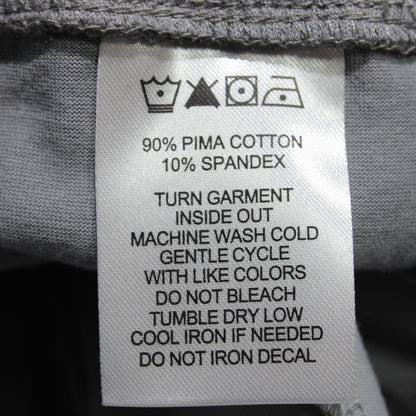 90% PIMA COTTON
10% SPANDEX
TURN GARMENT
INSIDE OUT
MACHINE WASH COLD
GENTLE CYCLE
WITH LIKE COLORS
DO NOT BLEACH
TUMBLE DRY LOW
COOL IRON IF NEEDED
DO NOT IRON DECAL